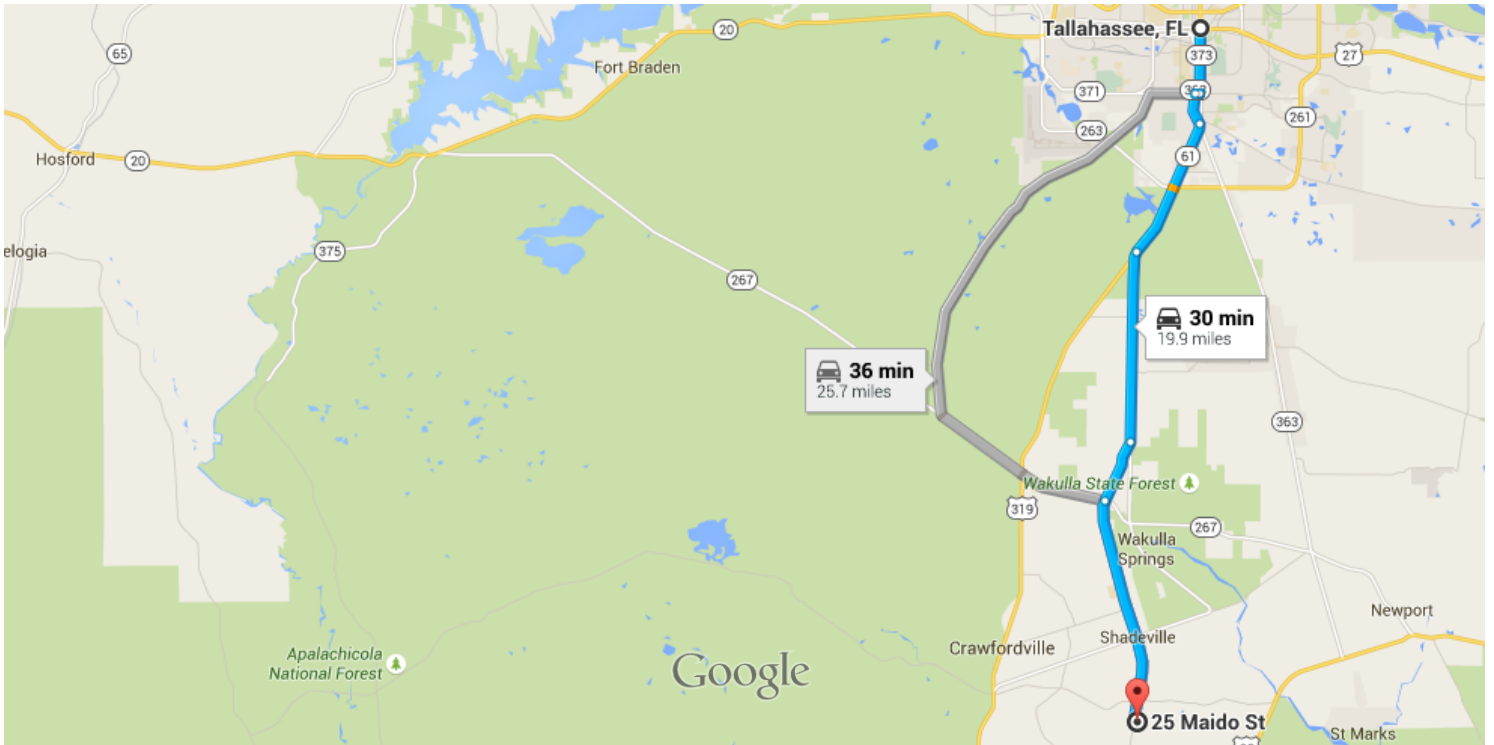 Tallahassee, FL
20
65
Fort Braden
373
27
371
363
263
261
Hosford
20
61
elogia
375
267
30 min
19.9 miles
36 min
25.7 miles
363
Wakulla State Forest
319
267
Wakulla
Springs
Newport
Shadeville
Crawfordville
Apalachicola
National Forest
Google
25 Maido St
St Marks